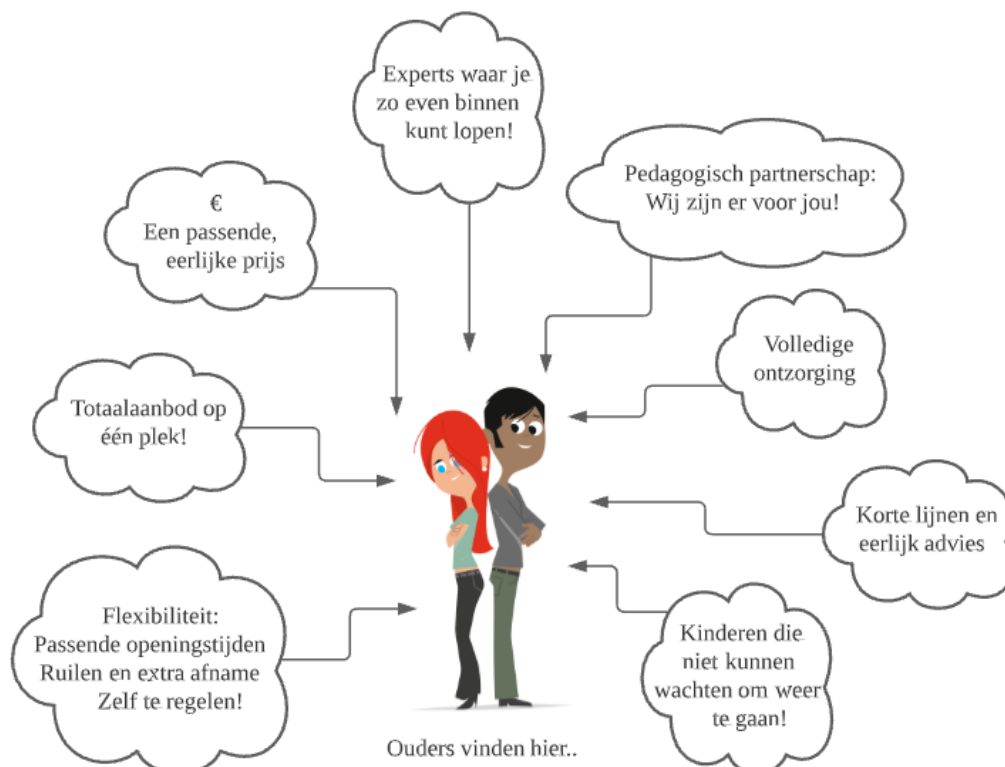 Experts waar je
zo even binnen
kunt lopen!
Pedagogisch partnerschap:
Wij zijn er voor jou!
€
Een passende,
eerlijke prijs
Volledige
ontzorging
Totaalaanbod op
één plek!
Korte lijnen en
eerlijk advies
Flexibiliteit:
Passende openingstijden
Ruilen en extra afname
Zelf te regelen!
Kinderen die
niet kunnen
wachten om weer
te gaan!
Ouders vinden hier..